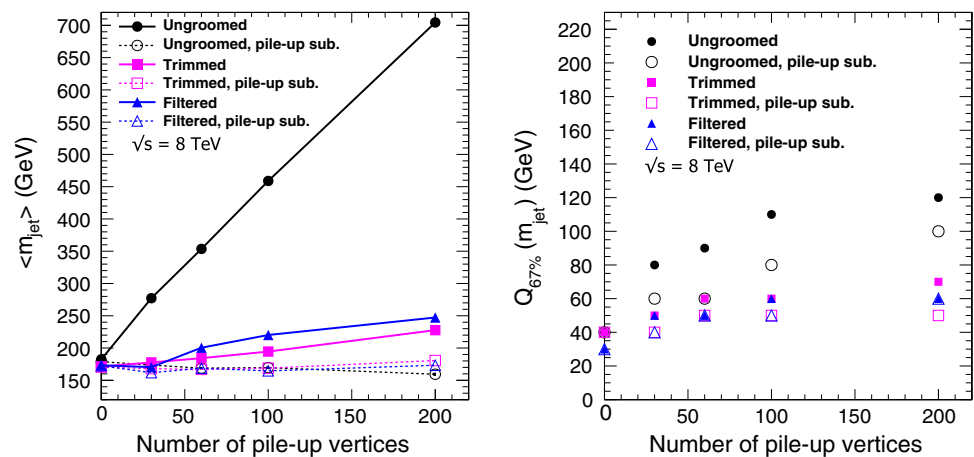 <m_jet> (GeV)
700
650
600
550
500
450
400
350
300
250
200
150
Ungroomed
Ungroomed, pile-up sub.
Trimmed
Trimmed, pile-up sub.
Filtered
Filtered, pile-up sub.
√s = 8 TeV
0 50 100 150 200
Number of pile-up vertices
Q_67% (m_jet) (GeV)
220
200
180
160
140
120
100
80
60
40
20
0
Ungroomed
Ungroomed, pile-up sub.
Trimmed
Trimmed, pile-up sub.
Filtered
Filtered, pile-up sub.
√s = 8 TeV
0 50 100 150 200
Number of pile-up vertices